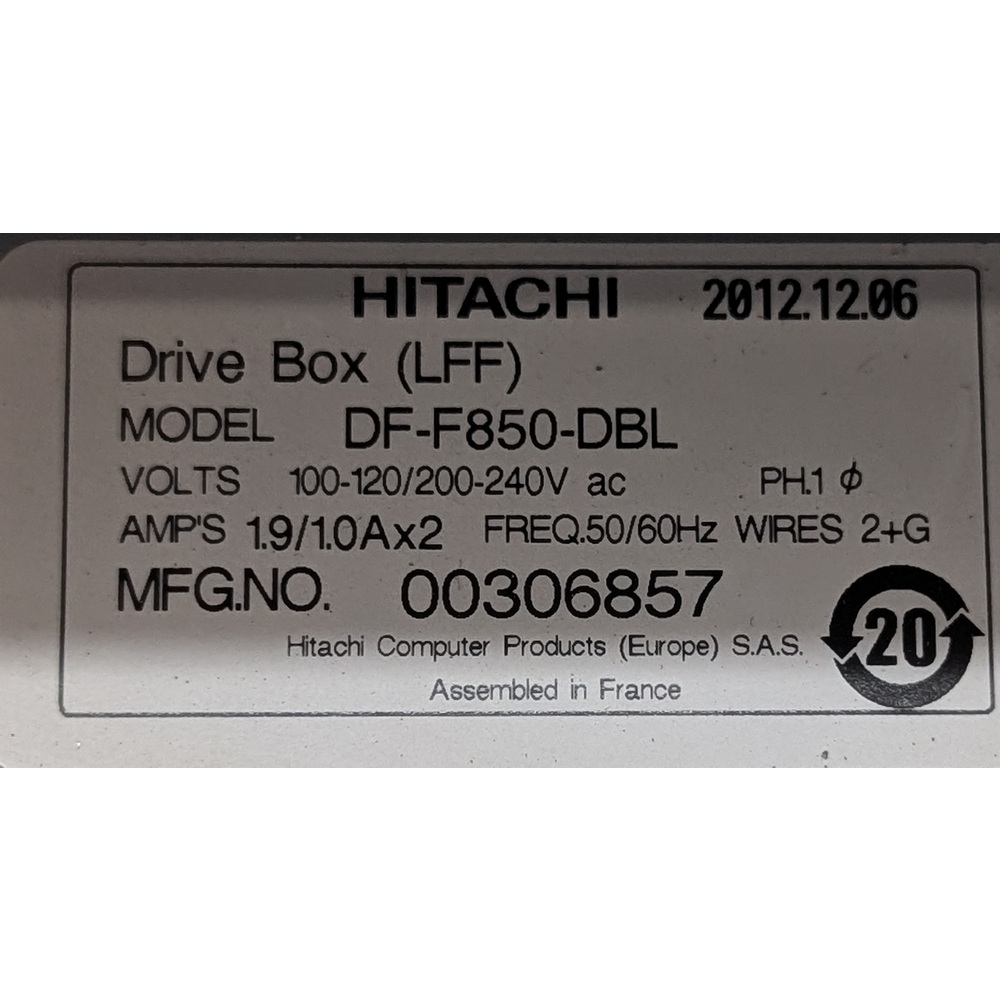 HITACHI 2012.12.06
Drive Box (LFF)
MODEL DF-F850-DBL
VOLTS 100-120/200-240V ac PH.1 ϕ
AMP'S 1.9/1.0Ax2 FREQ.50/60Hz WIRES 2+G
MFG.NO. 00306857
Hitachi Computer Products (Europe) S.A.S.
Assembled in France
20